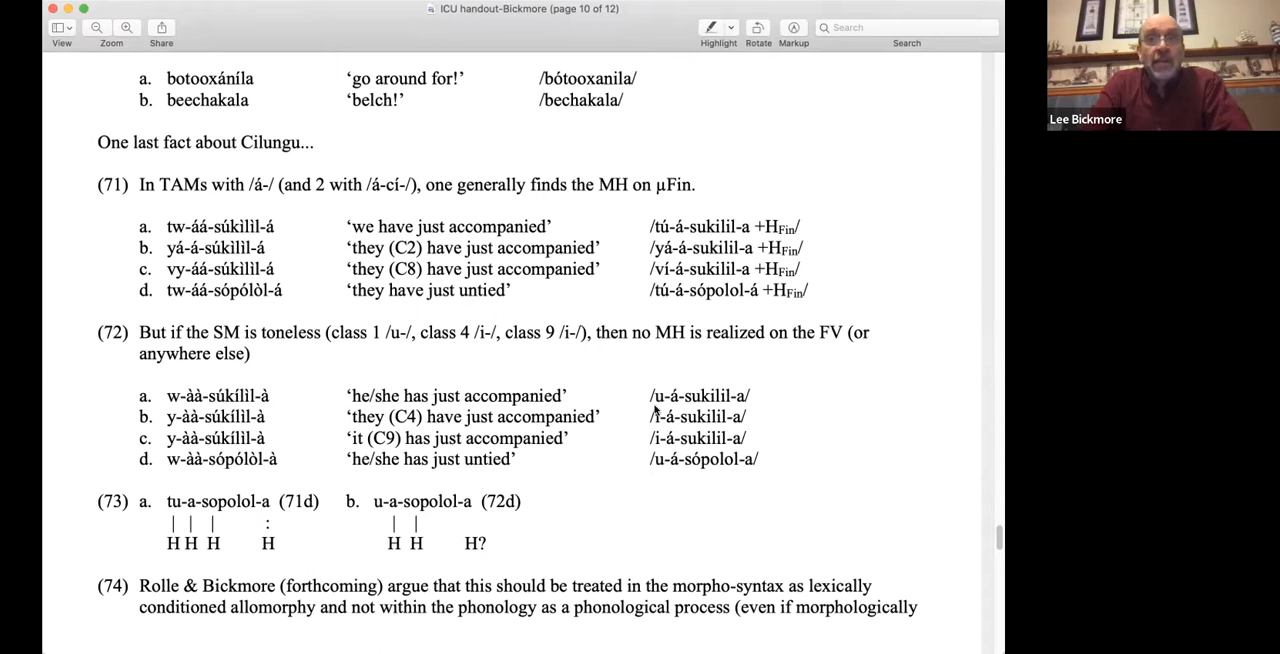 ICU handout-Bickmore (page 10 of 12)
View Zoom Share Highlight Rotate Markup Search
Search
a. botooxáníla ‘go around for!’ /bótooxanila/
b. beechakala ‘belch!’ /bechakala/
One last fact about Cilungu...
(71) In TAMs with /á-/ (and 2 with /á-cí-/), one generally finds the MH on µFin.
a. tw-áá-súkìlìl-á ‘we have just accompanied’ /tú-á-sukilil-a +HFin/
b. yá-á-súkìlìl-á ‘they (C2) have just accompanied’ /yá-á-sukilil-a +HFin/
c. vy-áá-súkìlìl-á ‘they (C8) have just accompanied’ /ví-á-sukilil-a +HFin/
d. tw-áá-sópólòl-á ‘they have just untied’ /tú-á-sópolol-á +HFin/
(72) But if the SM is toneless (class 1 /u-/, class 4 /i-/, class 9 /i-/), then no MH is realized on the FV (or
anywhere else)
a. w-àà-súkílìl-à ‘he/she has just accompanied’ /u-á-sukilil-a/
b. y-àà-súkílìl-à ‘they (C4) have just accompanied’ /i-á-sukilil-a/
c. y-àà-súkílìl-à ‘it (C9) has just accompanied’ /i-á-sukilil-a/
d. w-àà-sópólòl-à ‘he/she has just untied’ /u-á-sópolol-a/
(73) a. tu-a-sopolol-a (71d) b. u-a-sopolol-a (72d)
| | | : | |
H H H H H H H?
(74) Rolle & Bickmore (forthcoming) argue that this should be treated in the morpho-syntax as lexically
conditioned allomorphy and not within the phonology as a phonological process (even if morphologically
Lee Bickmore